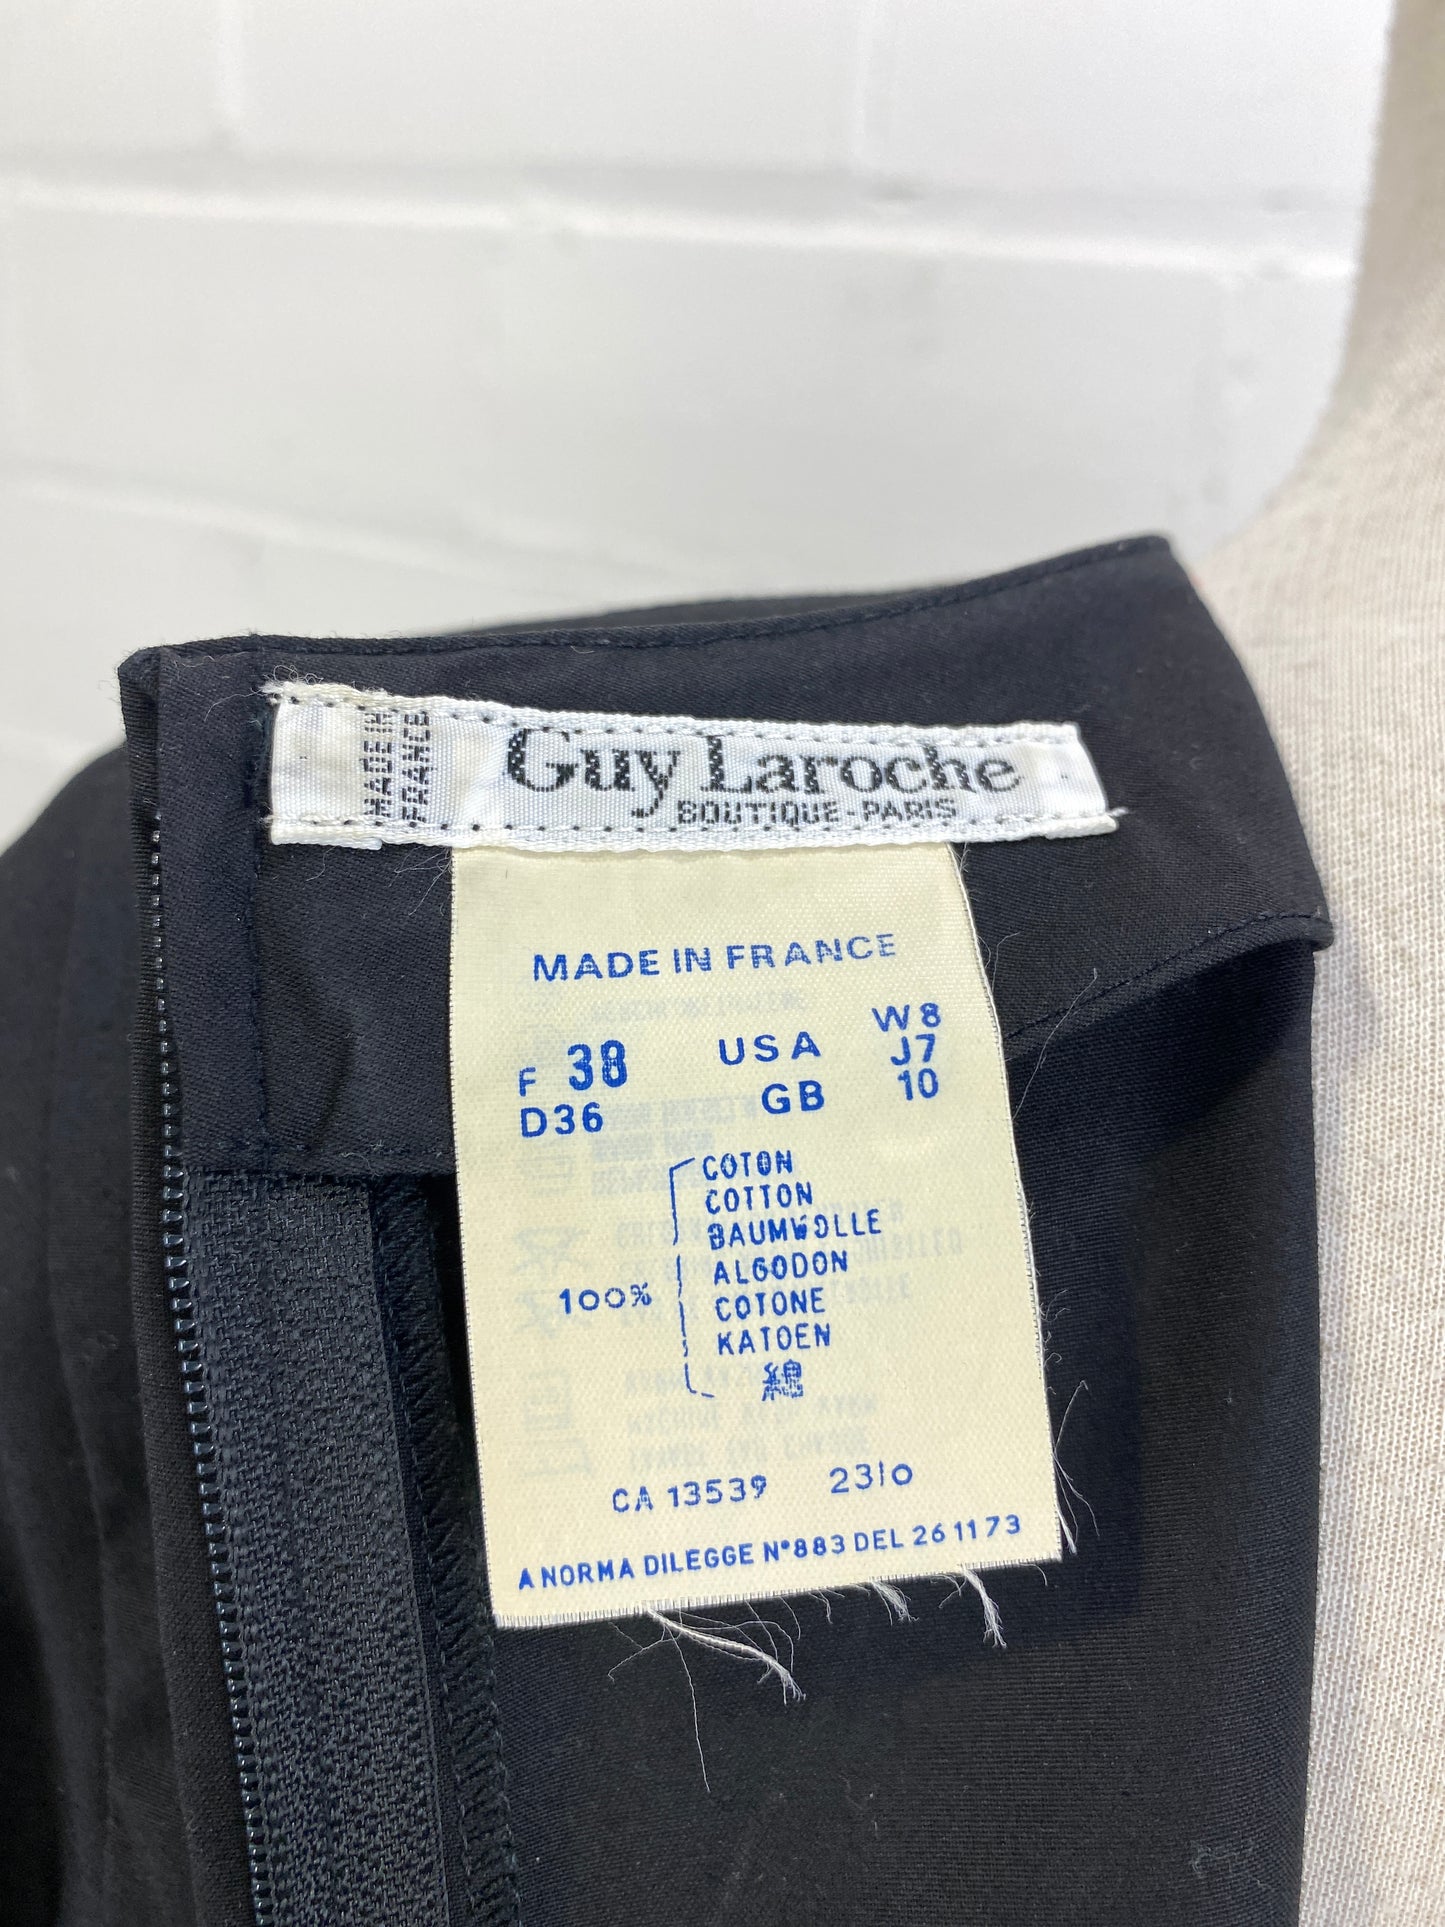 MADE IN
FRANCE
Guy Laroche
BOUTIQUE-PARIS
MADE IN FRANCE
W 8
F 38 USA J7
D36 GB 10
COTON
COTTON
BAUMWOLLE
ALGODON
100% COTONE
KATOEN
綿
CA 13539 2310
A NORMA DILEGGE N°883 DEL 26 11 73